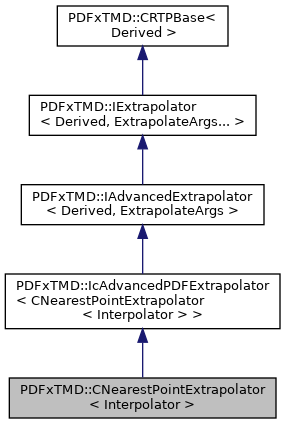 PDFxTMD::CRTPBase<
Derived >
PDFxTMD::IExtrapolator
< Derived, ExtrapolateArgs... >
PDFxTMD::IAdvancedExtrapolator
< Derived, ExtrapolateArgs >
PDFxTMD::IcAdvancedPDFExtrapolator
< CNearestPointExtrapolator
< Interpolator > >
PDFxTMD::CNearestPointExtrapolator
< Interpolator >